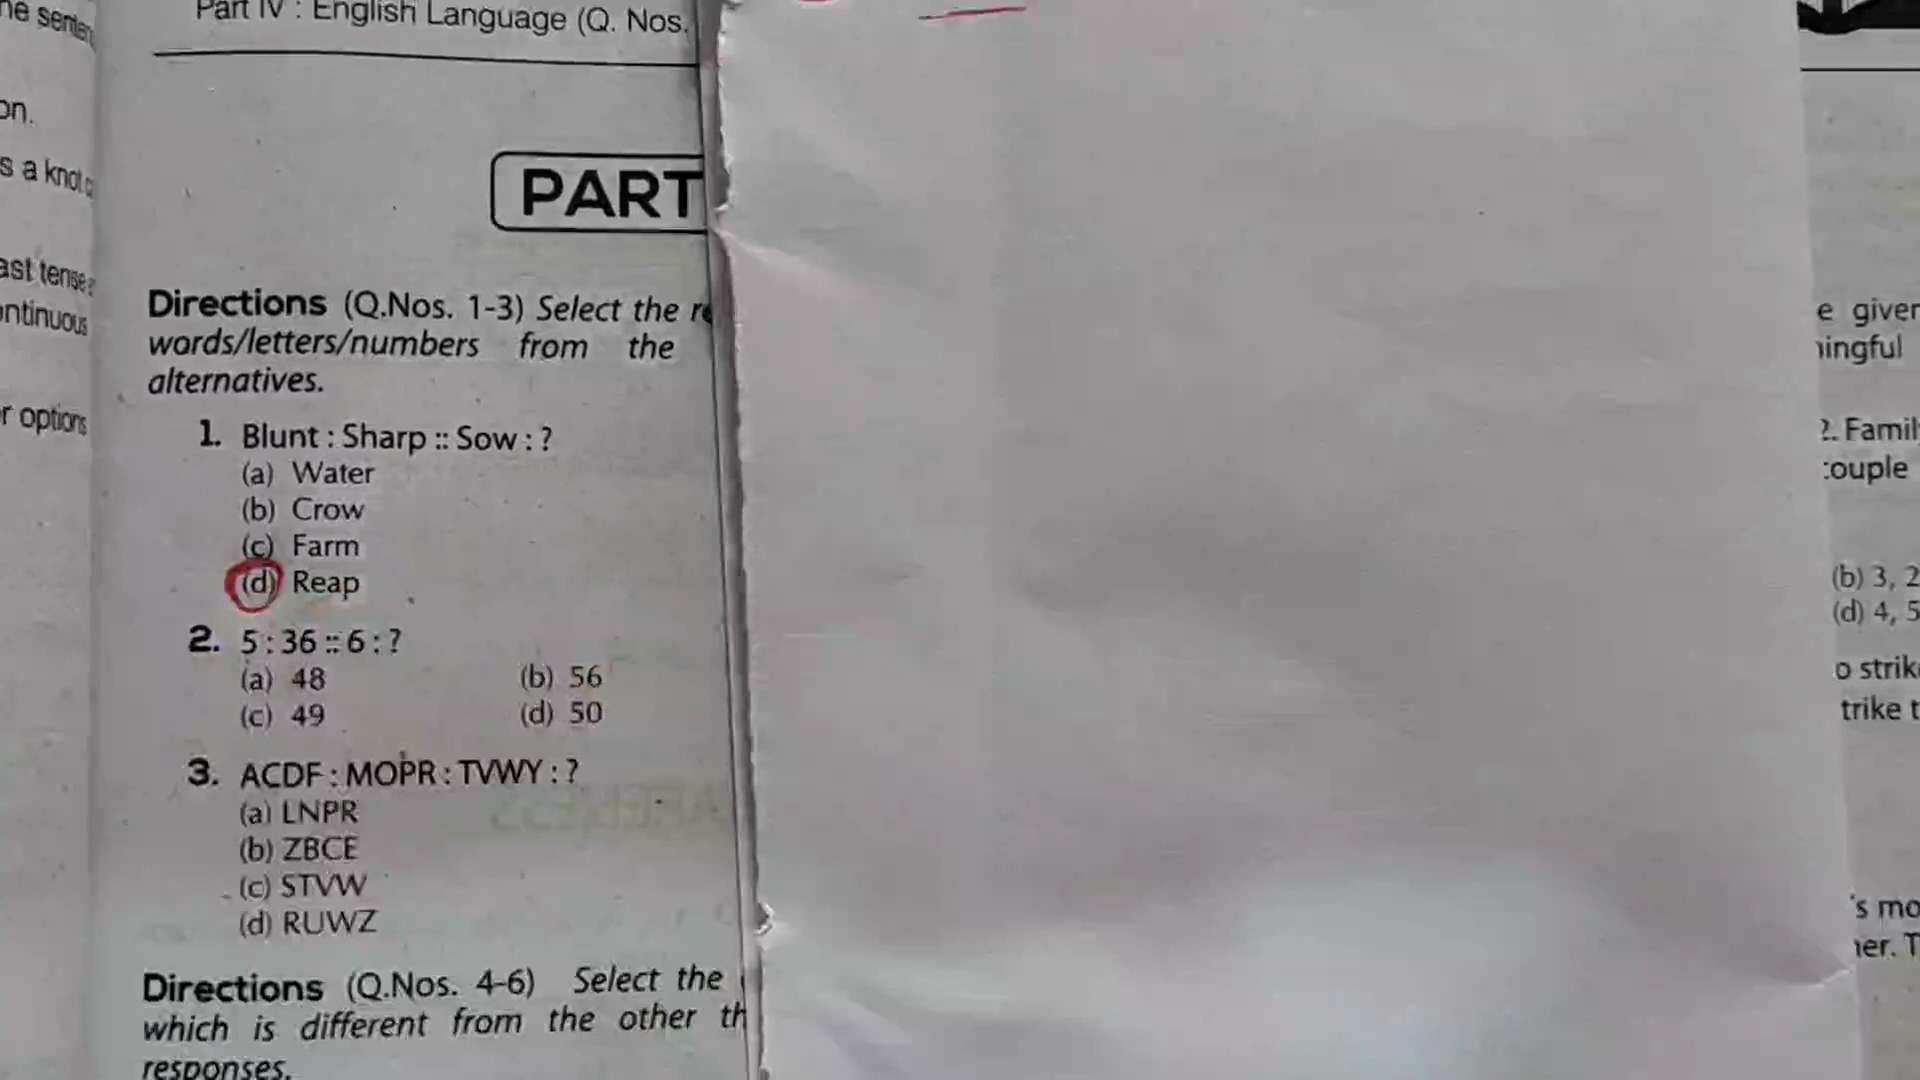 on.
s a knot
ast tense
ntinuous
r options
Part IV : English Language (Q. Nos.
PART
Directions (Q.Nos. 1-3) Select the
words/letters/numbers from the
alternatives.
1. Blunt : Sharp :: Sow : ?
(a) Water
(b) Crow
(c) Farm
(d) Reap
2. 5 : 36 :: 6 : ?
(a) 48 (b) 56
(c) 49 (d) 50
3. ACDF : MOPR : TVWY : ?
(a) LNPR
(b) ZBCE
(c) STVW
(d) RUWZ
Directions (Q.Nos. 4-6) Select the
which is different from the other
responses.
e given
ningful
2. Famil
couple
(b) 3, 2
(d) 4, 5
o strik
trike t
's mo
her. T